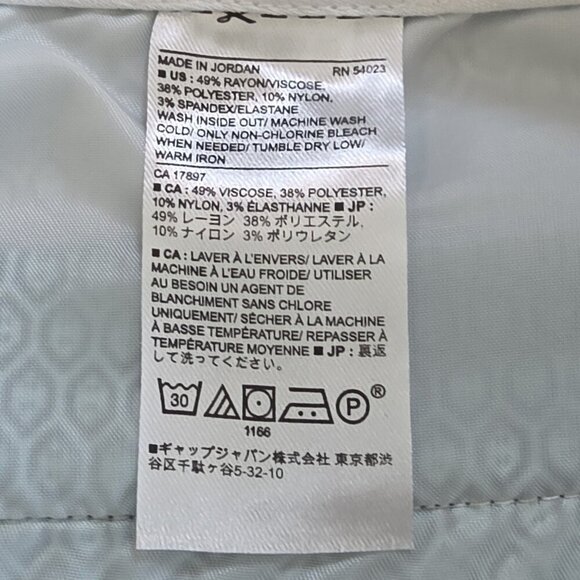 MADE IN JORDAN RN 54023
■ US : 49% RAYON/VISCOSE,
38% POLYESTER, 10% NYLON,
3% SPANDEX/ELASTANE
WASH INSIDE OUT/ MACHINE WASH
COLD/ ONLY NON-CHLORINE BLEACH
WHEN NEEDED/ TUMBLE DRY LOW/
WARM IRON
CA 17897
■ CA : 49% VISCOSE, 38% POLYESTER,
10% NYLON, 3% ÉLASTHANNE ■ JP :
49% レーヨン 38% ポリエステル,
10% ナイロン 3% ポリウレタン
■ CA : LAVER À L'ENVERS/ LAVER À LA
MACHINE À L'EAU FROIDE/ UTILISER
AU BESOIN UN AGENT DE
BLANCHIMENT SANS CHLORE
UNIQUEMENT/ SÉCHER À LA MACHINE
À BASSE TEMPÉRATURE/ REPASSER À
TEMPÉRATURE MOYENNE ■ JP : 裏返
して洗ってください。
30 P ®
1166
■ギャップジャパン株式会社 東京都渋
谷区千駄ヶ谷5-32-10